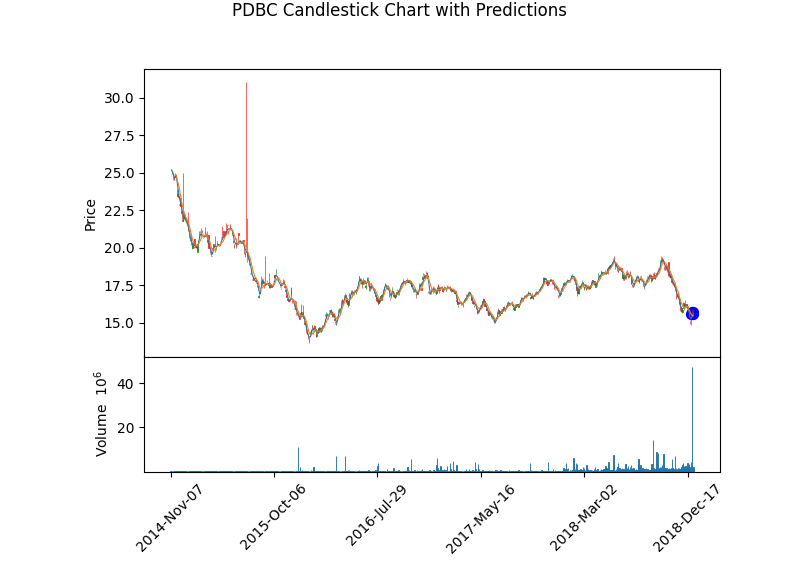 PDBC Candlestick Chart with Predictions
Price
30.0
27.5
25.0
22.5
20.0
17.5
15.0
Volume 10^6
40
20
2014-Nov-07
2015-Oct-06
2016-Jul-29
2017-May-16
2018-Mar-02
2018-Dec-17